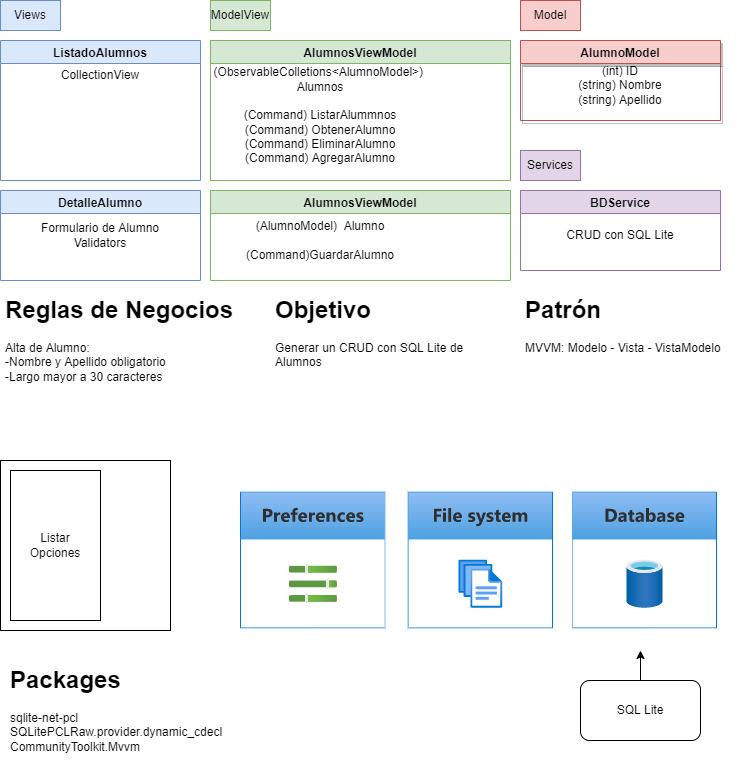 Views
ModelView
Model
ListadoAlumnos
CollectionView
AlumnosViewModel
(ObservableColletions<AlumnoModel>)
Alumnos
(Command) ListarAlummnos
(Command) ObtenerAlumno
(Command) EliminarAlumno
(Command) AgregarAlumno
AlumnoModel
(int) ID
(string) Nombre
(string) Apellido
Services
DetalleAlumno
Formulario de Alumno
Validators
AlumnosViewModel
(AlumnoModel) Alumno
(Command)GuardarAlumno
BDService
CRUD con SQL Lite
Reglas de Negocios
Alta de Alumno:
-Nombre y Apellido obligatorio
-Largo mayor a 30 caracteres
Objetivo
Generar un CRUD con SQL Lite de
Alumnos
Patrón
MVVM: Modelo - Vista - VistaModelo
Listar
Opciones
Preferences
File system
Database
SQL Lite
Packages
sqlite-net-pcl
SQLitePCLRaw.provider.dynamic_cdecl
CommunityToolkit.Mvvm